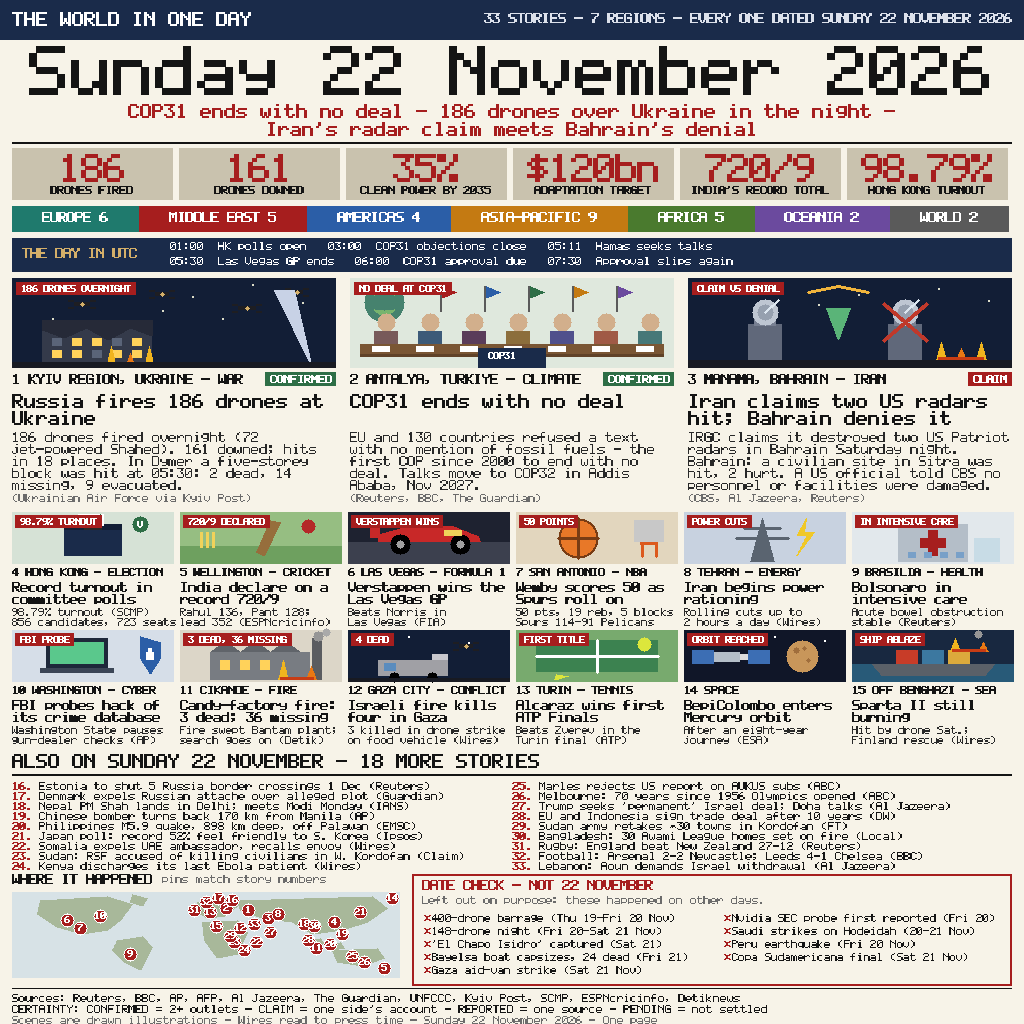 THE WORLD IN ONE DAY
33 STORIES - 7 REGIONS - EVERY ONE DATED SUNDAY 22 NOVEMBER 2026
Sunday 22 November 2026
COP31 ends with no deal - 186 drones over Ukraine in the night -
Iran's radar claim meets Bahrain's denial
186
DRONES FIRED
161
DRONES DOWNED
35%
CLEAN POWER BY 2035
$120bn
ADAPTATION TARGET
720/9
INDIA'S RECORD TOTAL
98.79%
HONG KONG TURNOUT
EUROPE 6
MIDDLE EAST 5
AMERICAS 4
ASIA-PACIFIC 9
AFRICA 5
OCEANIA 2
WORLD 2
THE DAY IN UTC
01:00 HK polls open 03:00 COP31 objections close 05:11 Hamas seeks talks
05:30 Las Vegas GP ends 06:00 COP31 approval due 07:30 Approval slips again
186 DRONES OVERNIGHT
1 KYIV REGION, UKRAINE - WAR
CONFIRMED
Russia fires 186 drones at
Ukraine
186 drones fired overnight (72
jet-powered Shahed). 161 downed; hits
in 18 places. In Dymer a five-storey
block was hit at 05:30: 2 dead, 14
missing, 9 evacuated.
(Ukrainian Air Force via Kyiv Post)
NO DEAL AT COP31
COP31
2 ANTALYA, TURKIYE - CLIMATE
CONFIRMED
COP31 ends with no deal
EU and 130 countries refused a text
with no mention of fossil fuels - the
first COP since 2000 to end with no
deal. Talks move to COP32 in Addis
Ababa, Nov 2027.
(Reuters, BBC, The Guardian)
CLAIM VS DENIAL
3 MANAMA, BAHRAIN - IRAN
CLAIM
Iran claims two US radars
hit; Bahrain denies it
IRGC claims it destroyed two US Patriot
radars in Bahrain Saturday night.
Bahrain: a civilian site in Sitra was
hit, 2 hurt. A US official told CBS no
personnel or facilities were damaged.
(CBS, Al Jazeera, Reuters)
98.79% TURNOUT
V
4 HONG KONG - ELECTION
Record turnout in
committee polls
98.79% turnout (SCMP)
856 candidates, 723 seats
720/9 DECLARED
5 WELLINGTON - CRICKET
India declare on a
record 720/9
Rahul 136, Pant 128;
lead 352 (ESPNcricinfo)
VERSTAPPEN WINS
6 LAS VEGAS - FORMULA 1
Verstappen wins the
Las Vegas GP
Beats Norris in
Las Vegas (FIA)
50 POINTS
7 SAN ANTONIO - NBA
Wemby scores 50 as
Spurs roll on
50 pts, 19 reb, 5 blocks
Spurs 114-91 Pelicans
POWER CUTS
8 TEHRAN - ENERGY
Iran begins power
rationing
Rolling cuts up to
2 hours a day (Wires)
IN INTENSIVE CARE
9 BRASILIA - HEALTH
Bolsonaro in
intensive care
Acute bowel obstruction
stable (Reuters)
FBI PROBE
10 WASHINGTON - CYBER
FBI probes hack of
its crime database
Washington State pauses
gun-dealer checks (AP)
3 DEAD, 36 MISSING
11 CIKANDE - FIRE
Candy-factory fire:
3 dead; 36 missing
Fire swept Bantam plant;
search goes on (Detik)
4 DEAD
12 GAZA CITY - CONFLICT
Israeli fire kills
four in Gaza
3 killed in drone strike
on food vehicle (Wires)
FIRST TITLE
13 TURIN - TENNIS
Alcaraz wins first
ATP Finals
Beats Zverev in the
Turin final (ATP)
ORBIT REACHED
14 SPACE
BepiColombo enters
Mercury orbit
After an eight-year
journey (ESA)
SHIP ABLAZE
15 OFF BENGHAZI - SEA
Sparta II still
burning
Hit by drone Sat.;
Finland rescue (Wires)
ALSO ON SUNDAY 22 NOVEMBER - 18 MORE STORIES
16. Estonia to shut 5 Russia border crossings 1 Dec (Reuters)
17. Denmark expels Russian attache over alleged plot (Guardian)
18. Nepal PM Shah lands in Delhi; meets Modi Monday (IANS)
19. Chinese bomber turns back 170 km from Manila (AP)
20. Philippines M5.9 quake, 898 km deep, off Palawan (EMSC)
21. Japan poll: record 52% feel friendly to S. Korea (Ipsos)
22. Somalia expels UAE ambassador, recalls envoy (Wires)
23. Sudan: RSF accused of killing civilians in W. Kordofan (Claim)
24. Kenya discharges its last Ebola patient (Wires)
25. Marles rejects US report on AUKUS subs (ABC)
26. Melbourne: 70 years since 1956 Olympics opened (ABC)
27. Trump seeks 'permanent' Israel deal; Doha talks (Al Jazeera)
28. EU and Indonesia sign trade deal after 10 years (DW)
29. Sudan army retakes ~30 towns in Kordofan (FT)
30. Bangladesh: 30 Awami League homes set on fire (Local)
31. Rugby: England beat New Zealand 27-12 (Reuters)
32. Football: Arsenal 2-2 Newcastle; Leeds 4-1 Chelsea (BBC)
33. Lebanon: Aoun demands Israel withdrawal (Al Jazeera)
WHERE IT HAPPENED pins match story numbers
DATE CHECK - NOT 22 NOVEMBER
Left out on purpose: these happened on other days.
×400-drone barrage (Thu 19-Fri 20 Nov)
×148-drone night (Fri 20-Sat 21 Nov)
×'El Chapo Isidro' captured (Sat 21)
×Bayelsa boat capsizes, 24 dead (Fri 21)
×Gaza aid-van strike (Sat 21 Nov)
×Nvidia SEC probe first reported (Fri 20)
×Saudi strikes on Hodeidah (20-21 Nov)
×Peru earthquake (Fri 20 Nov)
×Copa Sudamericana final (Sat 21 Nov)
Sources: Reuters, BBC, AP, AFP, Al Jazeera, The Guardian, UNFCCC, Kyiv Post, SCMP, ESPNcricinfo, Detiknews
CERTAINTY: CONFIRMED = 2+ outlets - CLAIM = one side's account - REPORTED = one source - PENDING = not settled
Scenes are drawn illustrations - Wires read to press time - Sunday 22 November 2026 - One page